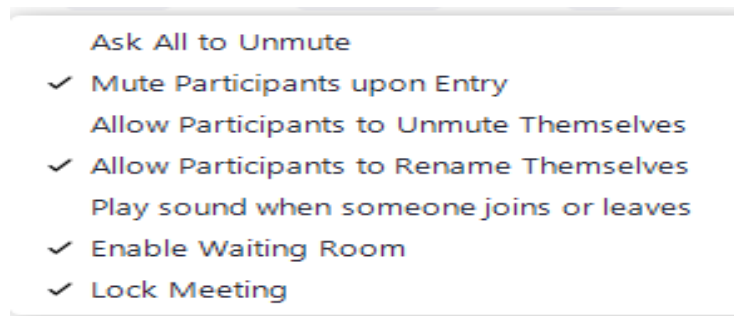 Ask All to Unmute
✓ Mute Participants upon Entry
Allow Participants to Unmute Themselves
✓ Allow Participants to Rename Themselves
Play sound when someone joins or leaves
✓ Enable Waiting Room
✓ Lock Meeting